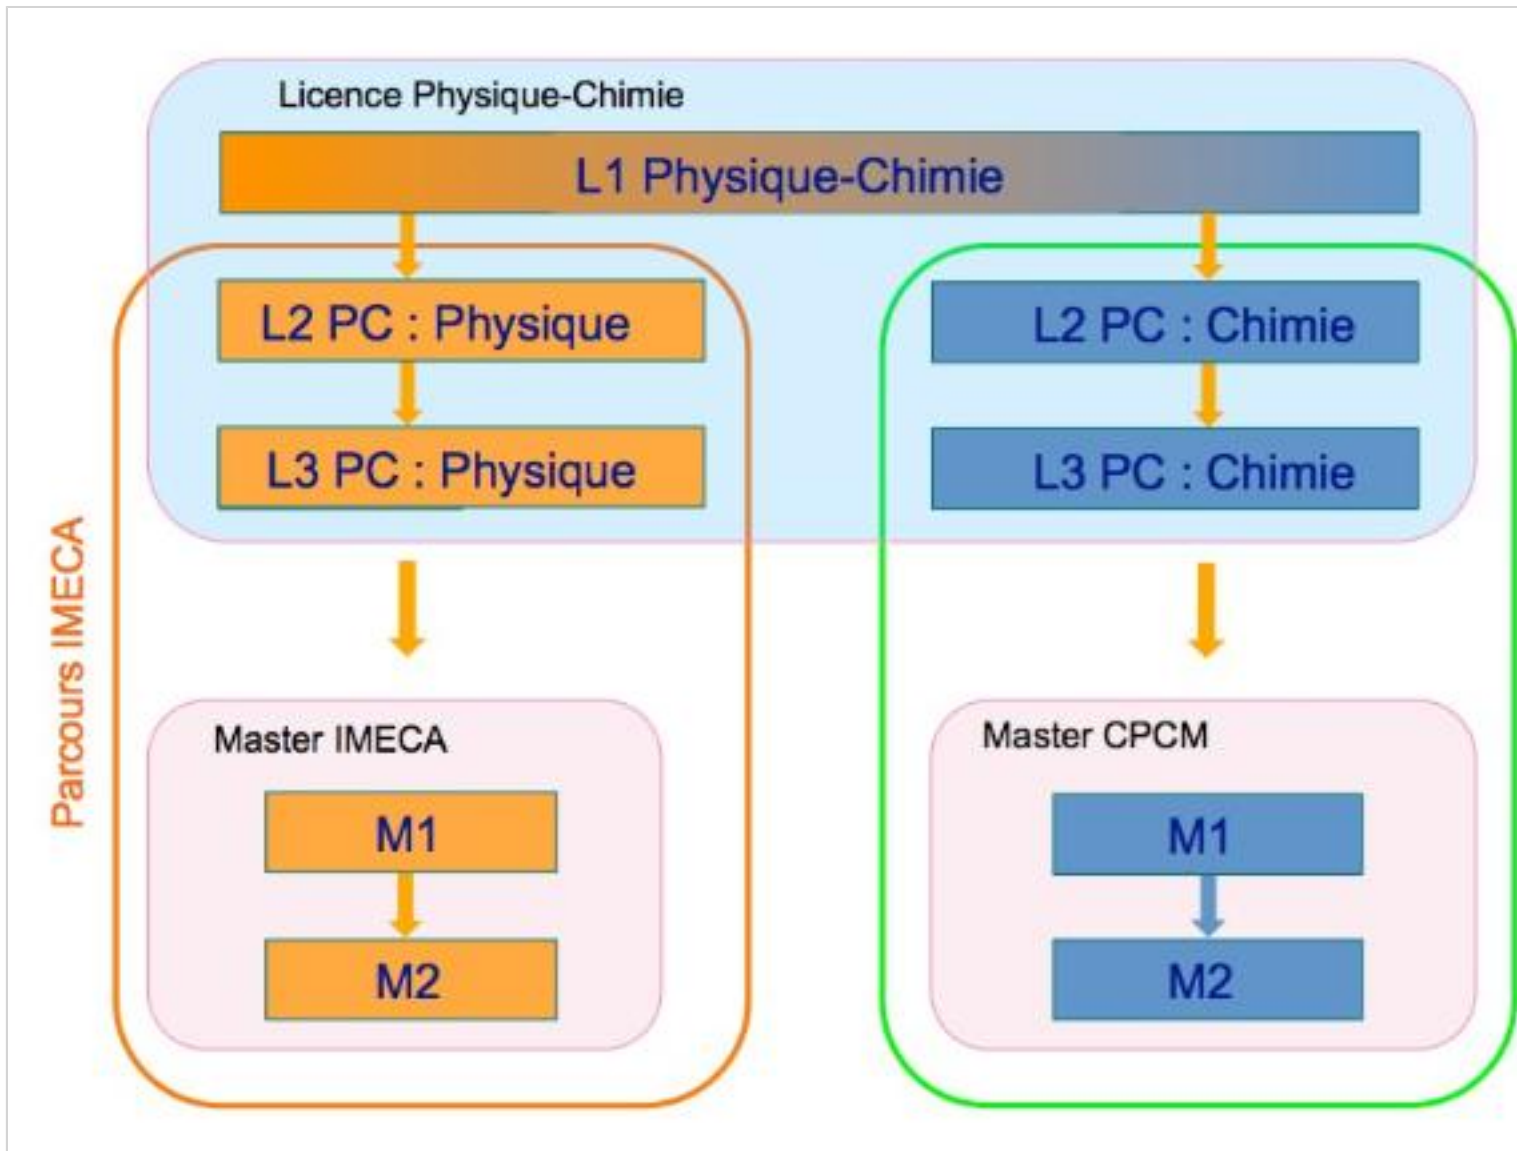 Licence Physique-Chimie
L1 Physique-Chimie
L2 PC : Physique
L2 PC : Chimie
L3 PC : Physique
L3 PC : Chimie
Parcours IMECA
Master IMECA
Master CPCM
M1
M1
M2
M2